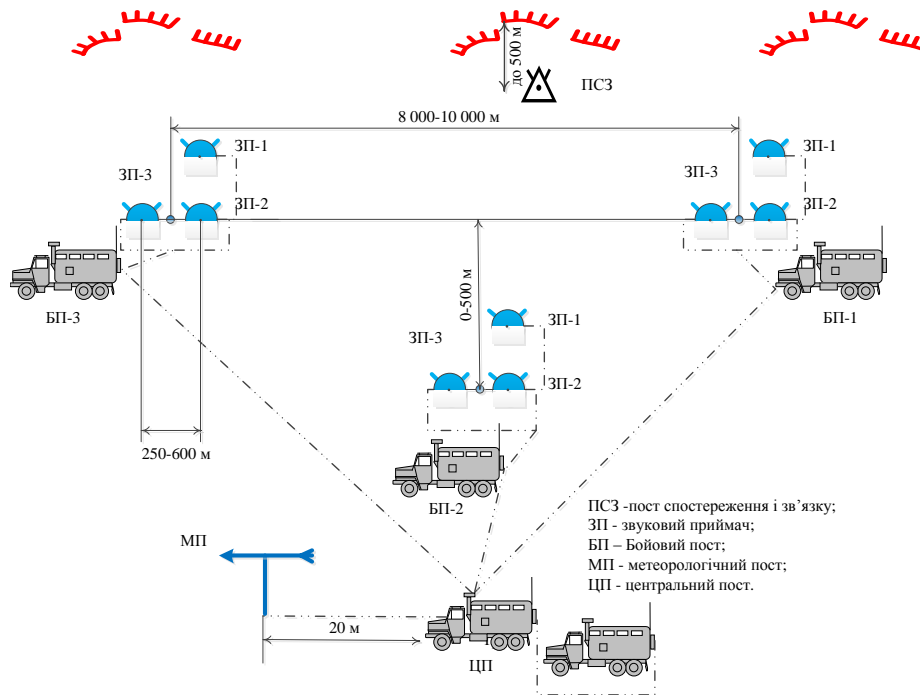 до 500 м
ПСЗ
8 000-10 000 м
ЗП-1
ЗП-1
ЗП-3
ЗП-3
ЗП-2
ЗП-2
БП-3
БП-1
0-500 м
ЗП-1
ЗП-3
ЗП-2
250-600 м
БП-2
ПСЗ -пост спостереження і зв’язку;
ЗП - звуковий приймач;
БП – Бойовий пост;
МП - метеорологічний пост;
ЦП - центральний пост.
МП
20 м
ЦП